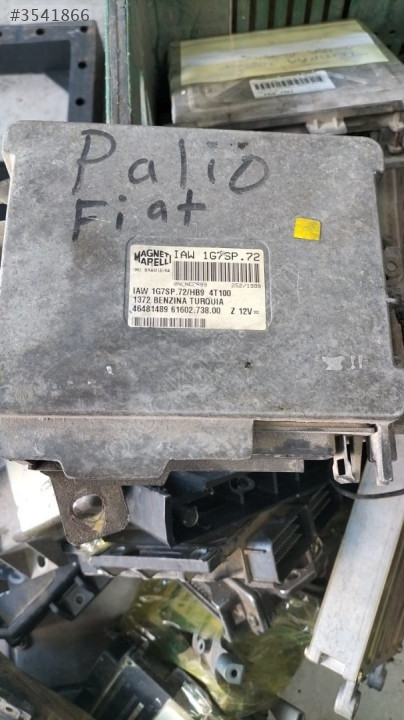 #3541866
Palio
Fiat
MAGNETI MARELLI
IAW 1G7SP.72
IAW 1G7SP.72/HB9 4T100
1372 BENZINA TURQUIA
46481489 61602.738.00 Z 12V